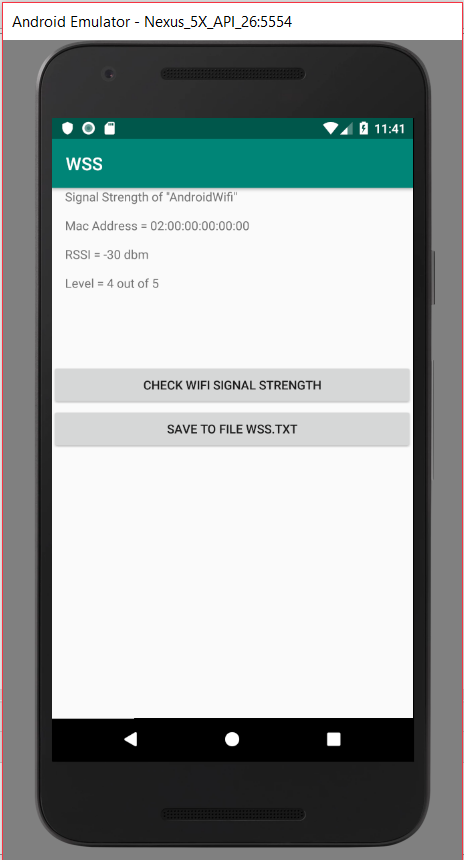 Android Emulator - Nexus_5X_API_26:5554
11:41
WSS
Signal Strength of "AndroidWifi"
Mac Address = 02:00:00:00:00:00
RSSI = -30 dbm
Level = 4 out of 5
CHECK WIFI SIGNAL STRENGTH
SAVE TO FILE WSS.TXT